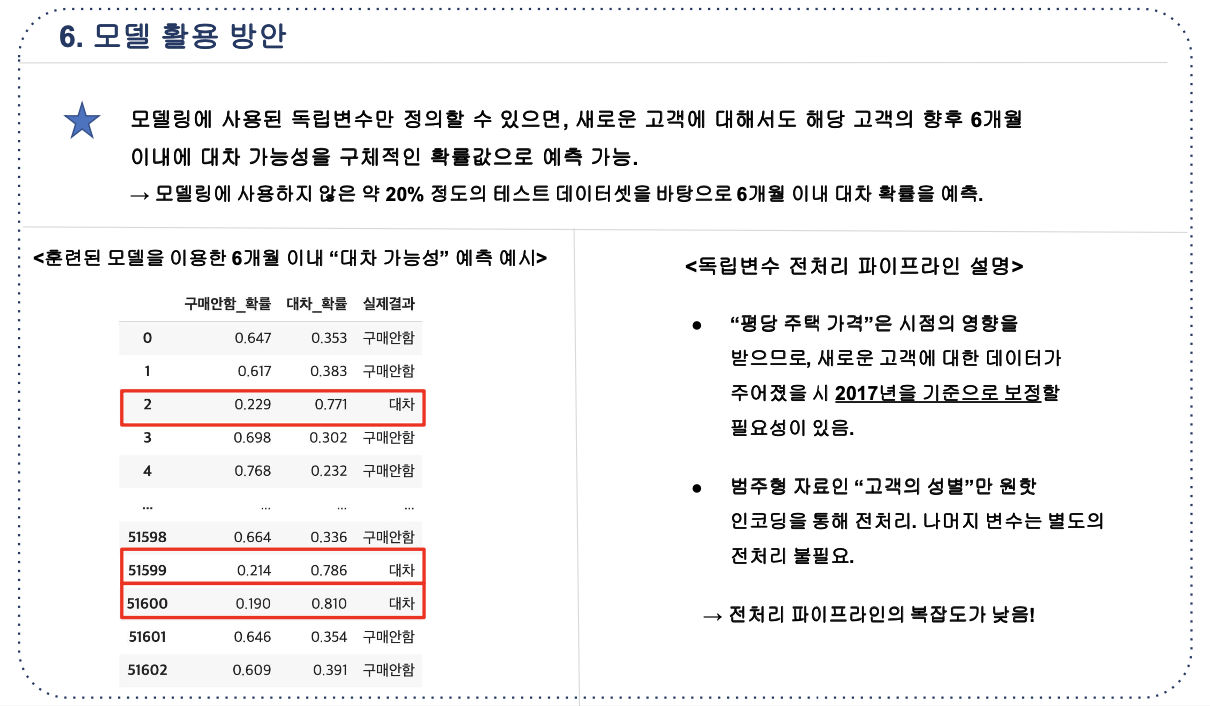 6. 모델 활용 방안
모델링에 사용된 독립변수만 정의할 수 있으면, 새로운 고객에 대해서도 해당 고객의 향후 6개월
이내에 대차 가능성을 구체적인 확률값으로 예측 가능.
→ 모델링에 사용하지 않은 약 20% 정도의 테스트 데이터셋을 바탕으로 6개월 이내 대차 확률을 예측.
<훈련된 모델을 이용한 6개월 이내 “대차 가능성” 예측 예시>
구매안함_확률 대차_확률 실제결과
0 0.647 0.353 구매안함
1 0.617 0.383 구매안함
2 0.229 0.771 대차
3 0.698 0.302 구매안함
4 0.768 0.232 구매안함
... ... ... ...
51598 0.664 0.336 구매안함
51599 0.214 0.786 대차
51600 0.190 0.810 대차
51601 0.646 0.354 구매안함
51602 0.609 0.391 구매안함
<독립변수 전처리 파이프라인 설명>
● “평당 주택 가격”은 시점의 영향을
받으므로, 새로운 고객에 대한 데이터가
주어졌을 시 2017년을 기준으로 보정할
필요성이 있음.
● 범주형 자료인 “고객의 성별”만 원핫
인코딩을 통해 전처리. 나머지 변수는 별도의
전처리 불필요.
→ 전처리 파이프라인의 복잡도가 낮음!